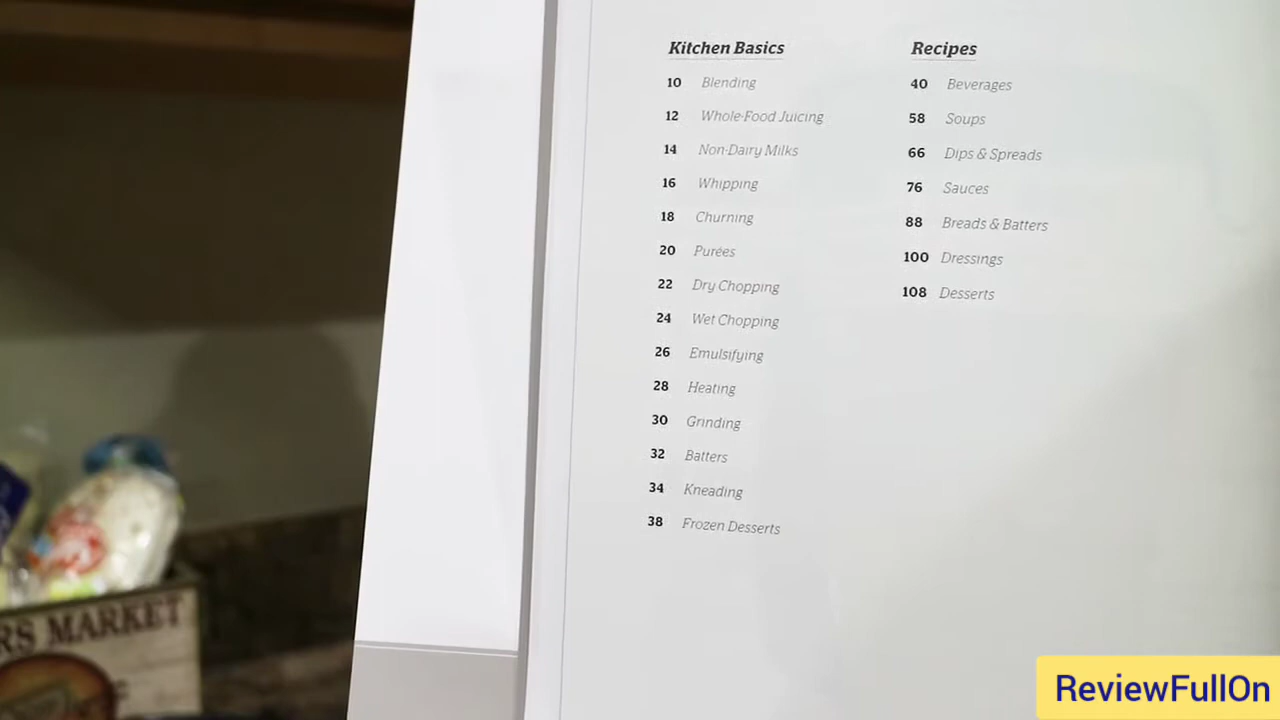 Kitchen Basics
10 Blending
12 Whole-Food Juicing
14 Non-Dairy Milks
16 Whipping
18 Churning
20 Purées
22 Dry Chopping
24 Wet Chopping
26 Emulsifying
28 Heating
30 Grinding
32 Batters
34 Kneading
38 Frozen Desserts
Recipes
40 Beverages
58 Soups
66 Dips & Spreads
76 Sauces
88 Breads & Batters
100 Dressings
108 Desserts
RS MARKET
ReviewFullOn